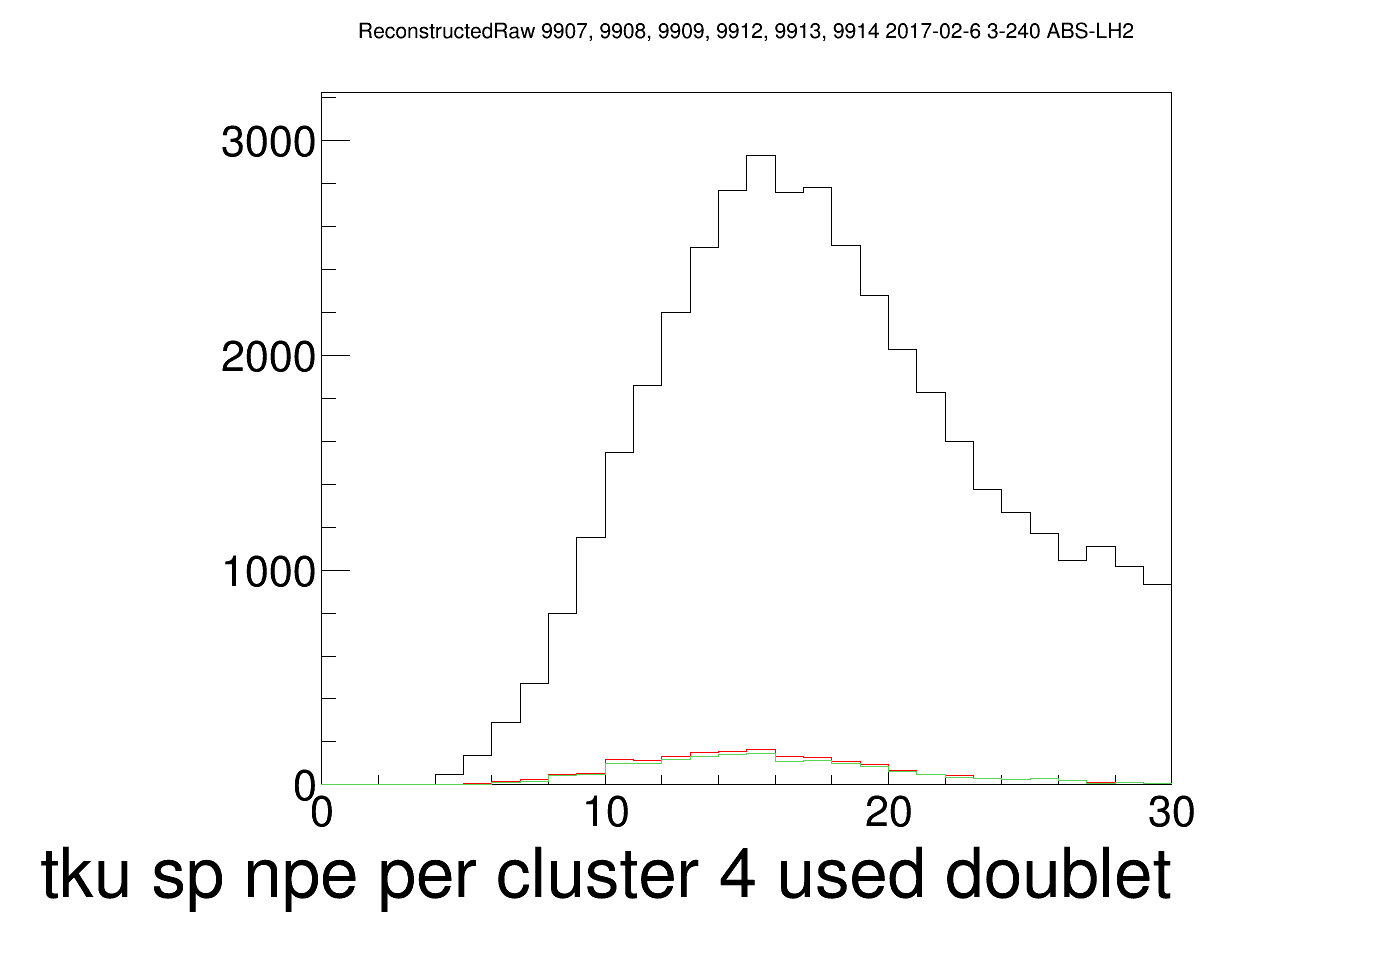 ReconstructedRaw 9907, 9908, 9909, 9912, 9913, 9914 2017-02-6 3-240 ABS-LH2
3000
2000
1000
0
0 10 20 30
tku sp npe per cluster 4 used doublet